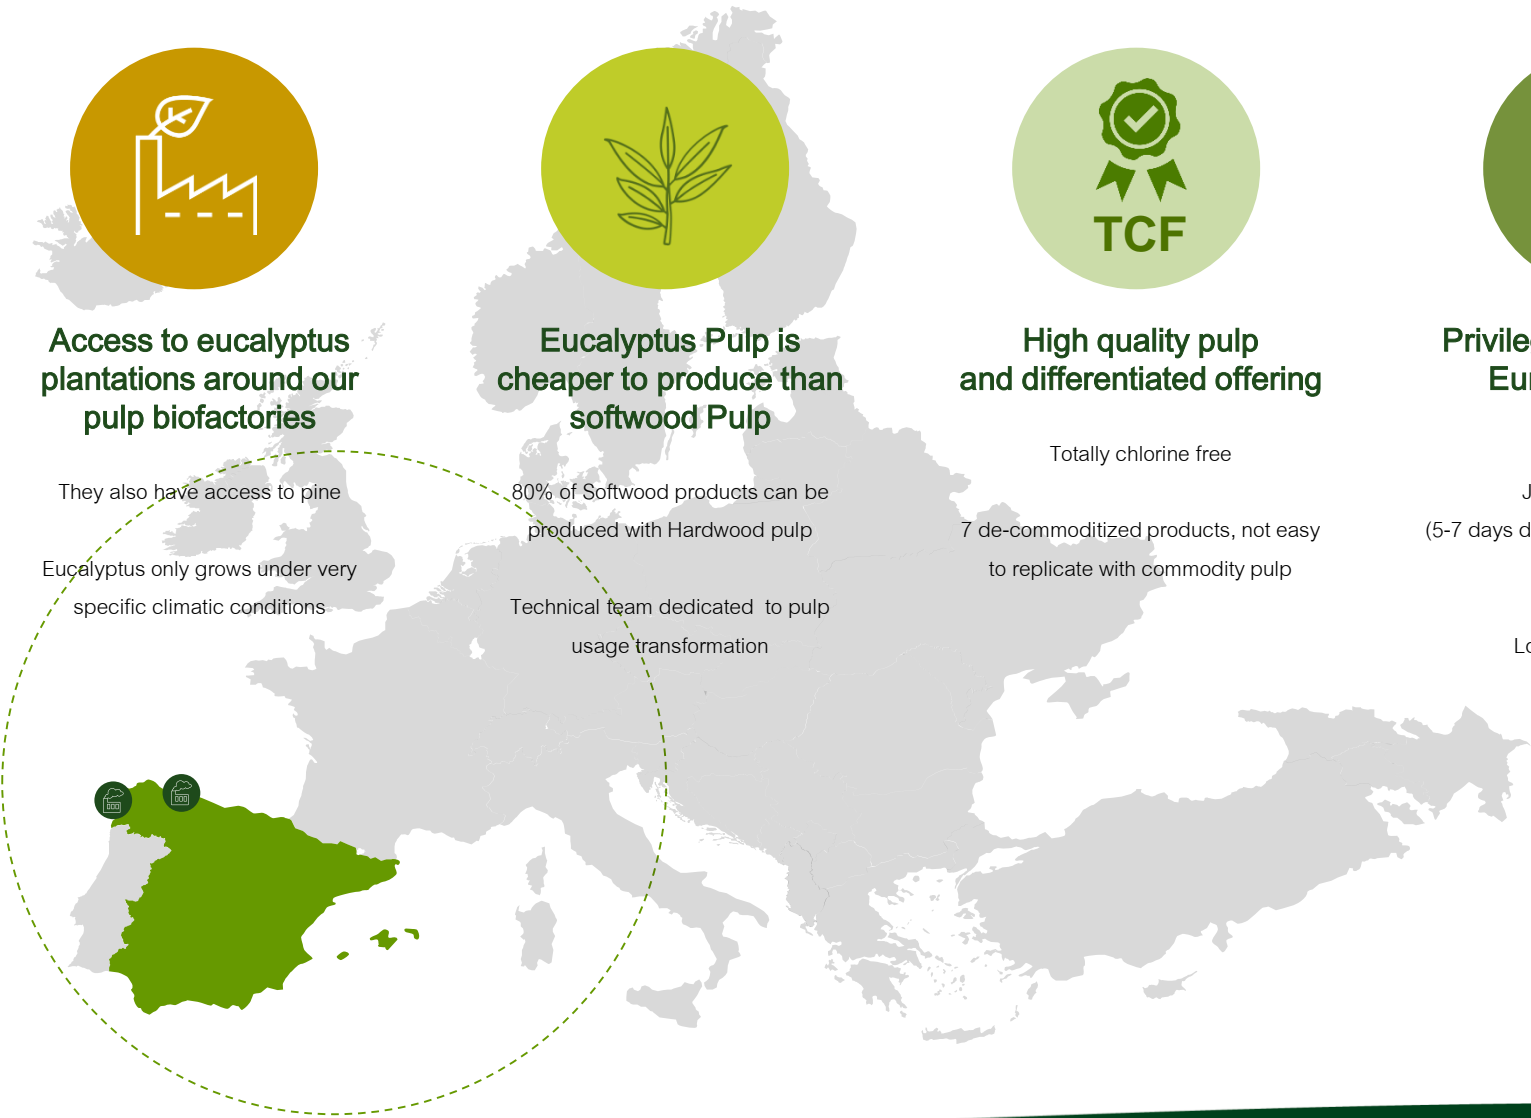 Access to eucalyptus
plantations around our
pulp biofactories
They also have access to pine
Eucalyptus only grows under very
specific climatic conditions
Eucalyptus Pulp is
cheaper to produce than
softwood Pulp
80% of Softwood products can be
produced with Hardwood pulp
Technical team dedicated to pulp
usage transformation
TCF
High quality pulp
and differentiated offering
Totally chlorine free
7 de-commoditized products, not easy
to replicate with commodity pulp
(5-7 days